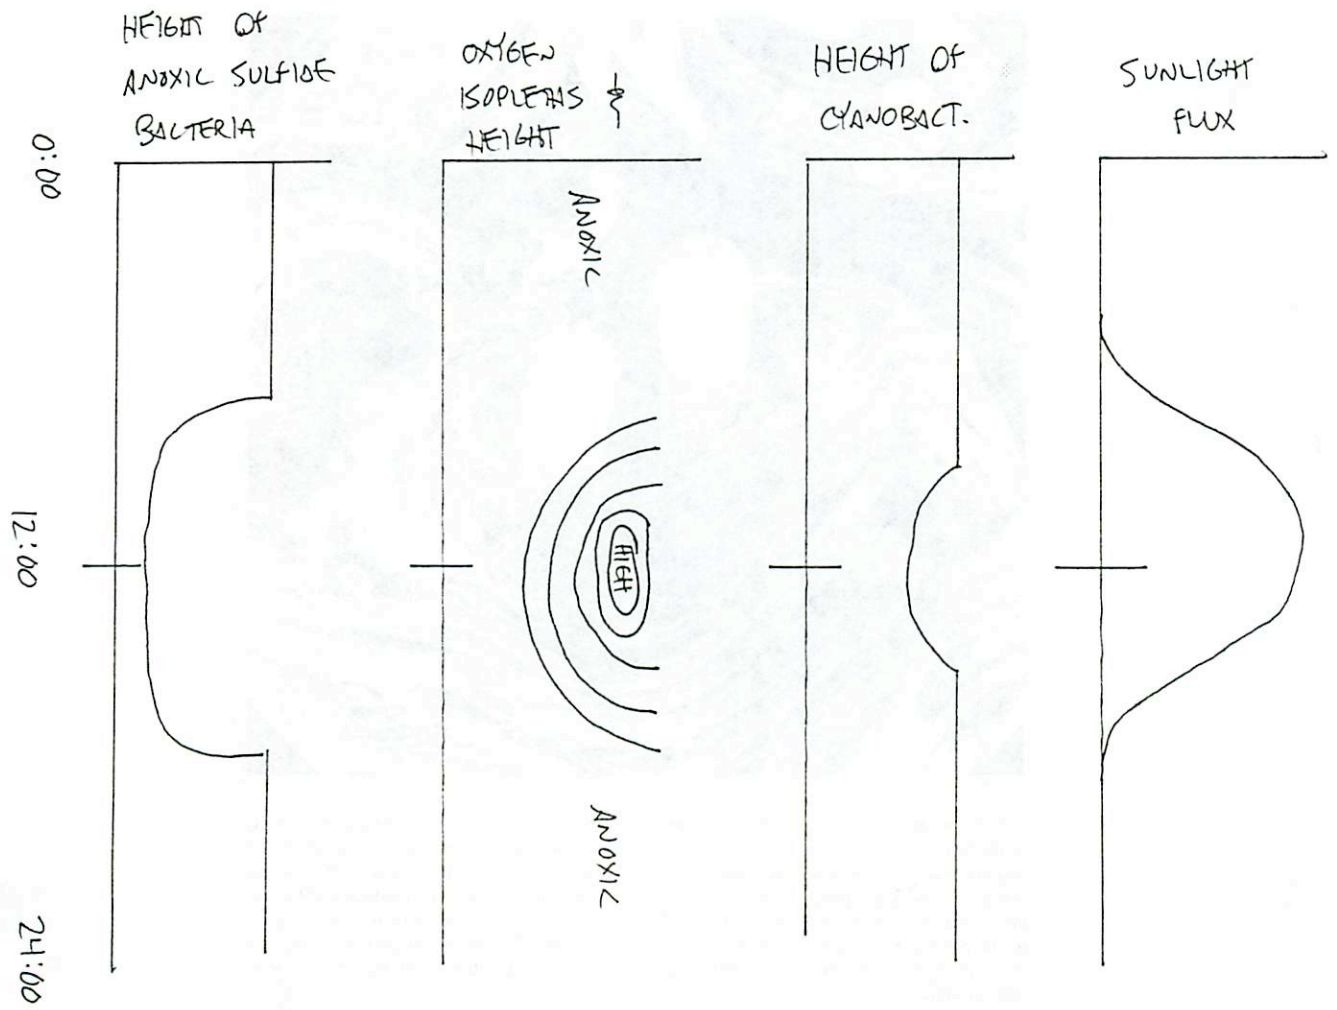 HEIGHT OF
ANOXIC SULFIDE
BACTERIA
OXYGEN
ISOPLETHS &
HEIGHT
HEIGHT OF
CYANOBACT.
SUNLIGHT
FLUX
0:00
12:00
24:00
ANOXIC
HIGH
ANOXIC